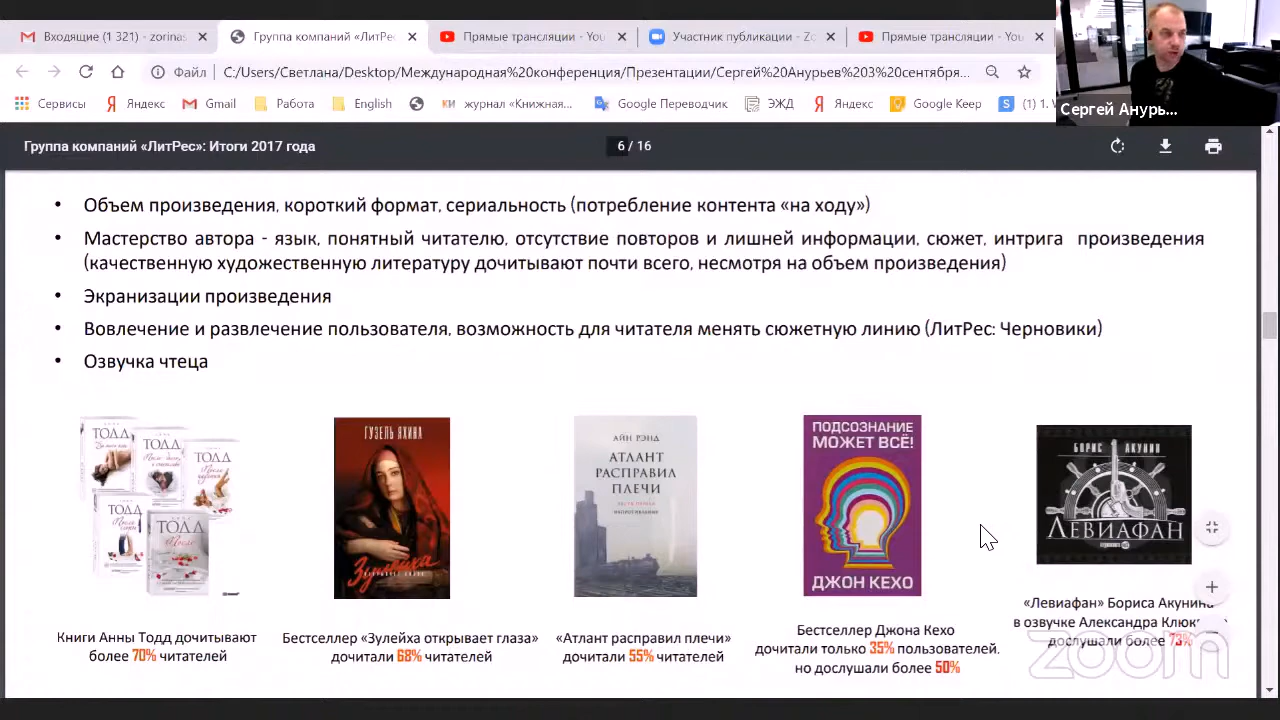 Входящие (1 321) - zorinas
Группа компаний «ЛитРес
Прямые трансляции - You
Участник публикации - Zo
Прямые трансляции - You
Файл
C:/Users/Светлана/Desktop/Международная%20конференция/Презентации/Сергей%20Анурьев%203%20сентября...
Сервисы
Яндекс
Gmail
Работа
English
журнал «Книжная...
Google Переводчик
ЭЖД
Яндекс
Google Keep
(1) 1.
Сергей Анурь...
Группа компаний «ЛитРес»: Итоги 2017 года
6 / 16
• Объем произведения, короткий формат, сериальность (потребление контента «на ходу»)
• Мастерство автора - язык, понятный читателю, отсутствие повторов и лишней информации, сюжет, интрига произведения
(качественную художественную литературу дочитывают почти всего, несмотря на объем произведения)
• Экранизации произведения
• Вовлечение и развлечение пользователя, возможность для читателя менять сюжетную линию (ЛитРес: Черновики)
• Озвучка чтеца
ТОДД
ТОДД
ТОДД
ТОДД
ТОДД
Книги Анны Тодд дочитывают
более 70% читателей
ГУЗЕЛЬ ЯХИНА
Зулейха
Бестселлер «Зулейха открывает глаза»
дочитали 68% читателей
АЙН РЭНД
АТЛАНТ
РАСПРАВИЛ
ПЛЕЧИ
«Атлант расправил плечи»
дочитали 55% читателей
ПОДСОЗНАНИЕ
МОЖЕТ ВСЁ!
ДЖОН КЕХО
Бестселлер Джона Кехо
дочитали только 35% пользователей,
но дослушали более 50%
БОРИС АКУНИН
ЛЕВИАФАН
«Левиафан» Бориса Акунина
в озвучке Александра
дослушали более 73%
zoom